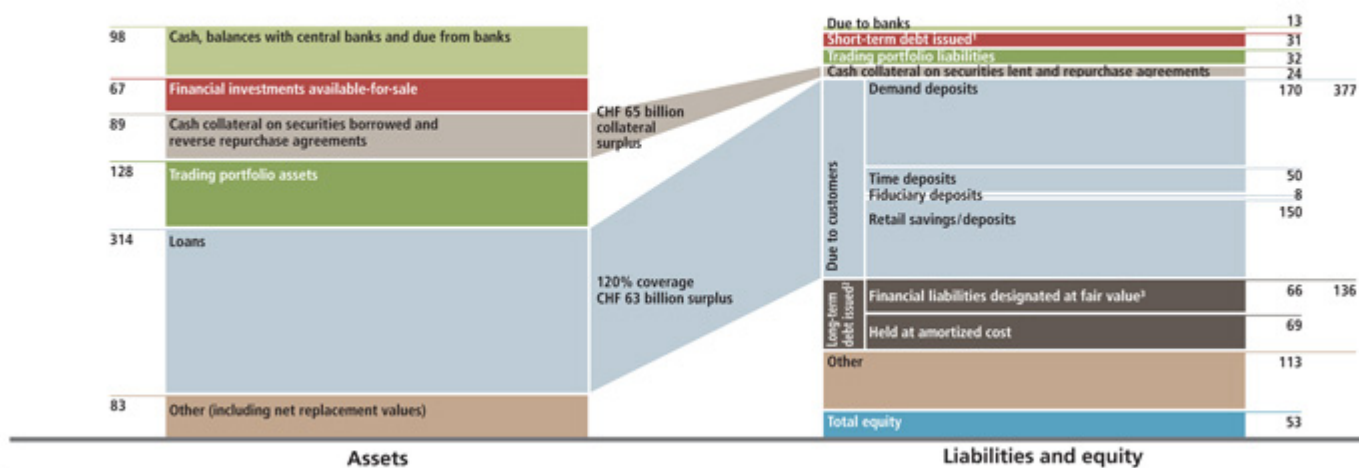 98
Cash, balances with central banks and due from banks
67
Financial investments available-for-sale
89
Cash collateral on securities borrowed and
reverse repurchase agreements
128
Trading portfolio assets
314
Loans
83
Other (including net replacement values)
Assets
CHF 65 billion
collateral
surplus
120% coverage
CHF 63 billion surplus
Due to banks 13
Short-term debt issued¹ 31
Trading portfolio liabilities 32
Cash collateral on securities lent and repurchase agreements 24
Due to customers
Demand deposits 170 377
Time deposits 50
Fiduciary deposits 8
Retail savings/deposits 150
Long-term
debt issued²
Financial liabilities designated at fair value³ 66 136
Held at amortized cost 69
Other 113
Total equity 53
Liabilities and equity